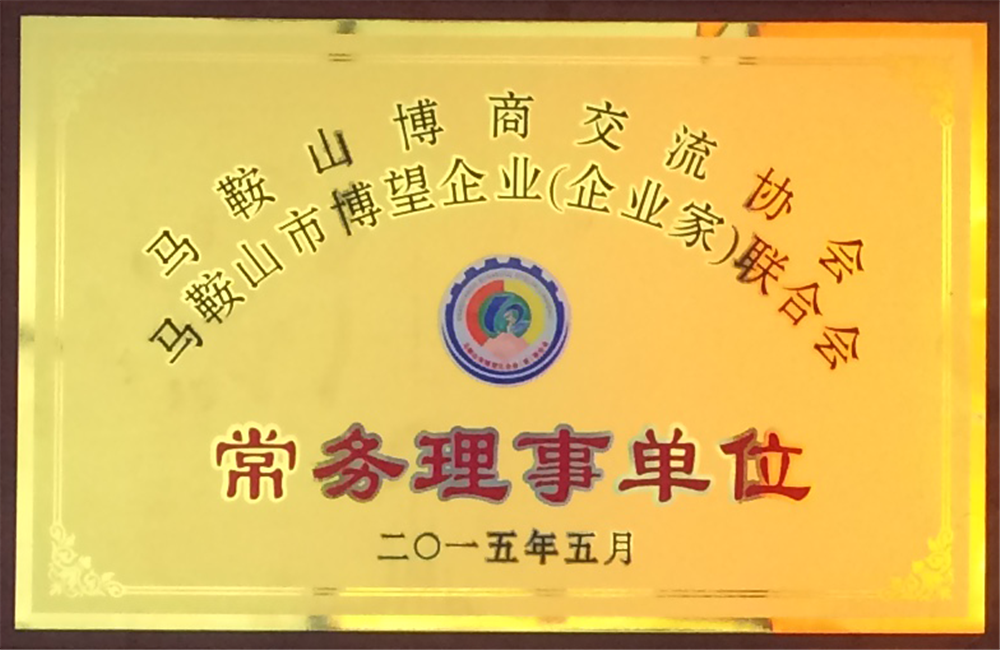 马鞍山博商交流协会
马鞍山市博望企业(企业家)联合会
常务理事单位
二〇一五年五月